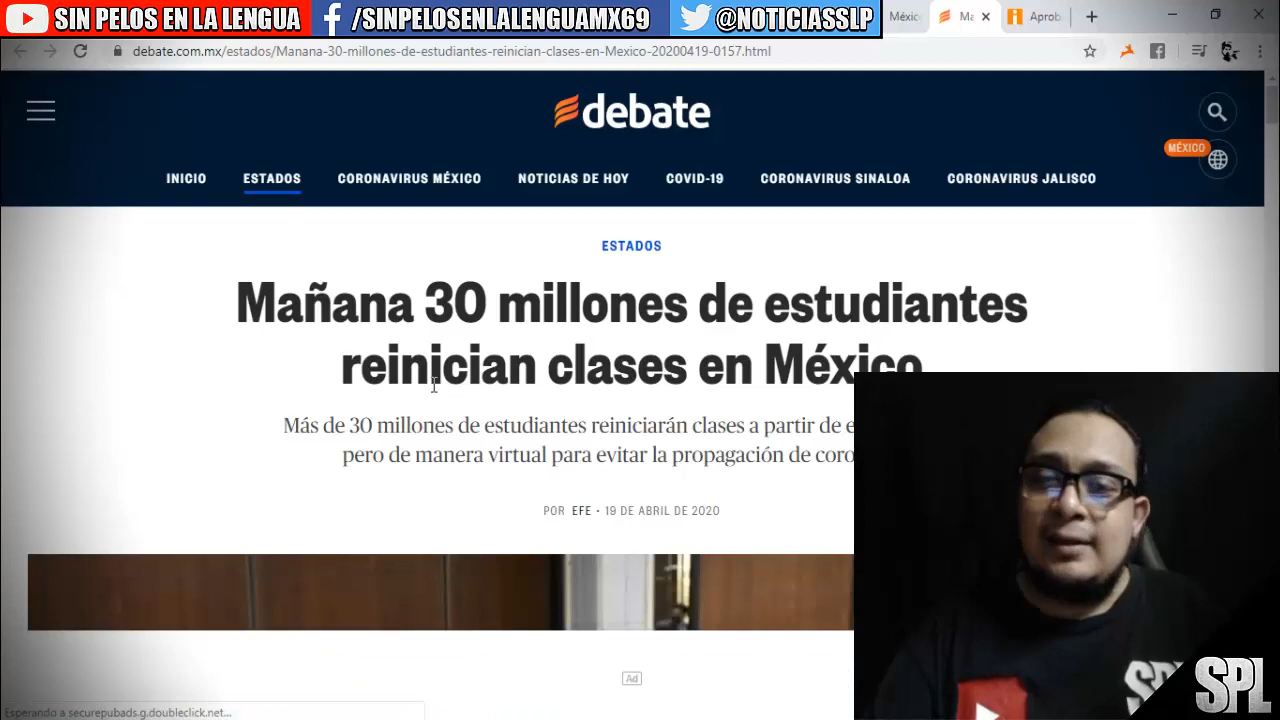 SIN PELOS EN LA LENGUA
/SINPELOSENLALENGUAMX69
@NOTICIASSLP
Méxic
Ma
Aprob
debate.com.mx/estados/Manana-30-millones-de-estudiantes-reinician-clases-en-Mexico-20200419-0157.html
debate
MÉXICO
INICIO
ESTADOS
CORONAVIRUS MÉXICO
NOTICIAS DE HOY
COVID-19
CORONAVIRUS SINALOA
CORONAVIRUS JALISCO
ESTADOS
Mañana 30 millones de estudiantes
reinician clases en México
Más de 30 millones de estudiantes reiniciarán clases a partir de e
pero de manera virtual para evitar la propagación de coro
POR EFE • 19 DE ABRIL DE 2020
Ad
SPL
SPL
Esperando a securepubads.g.doubleclick.net...